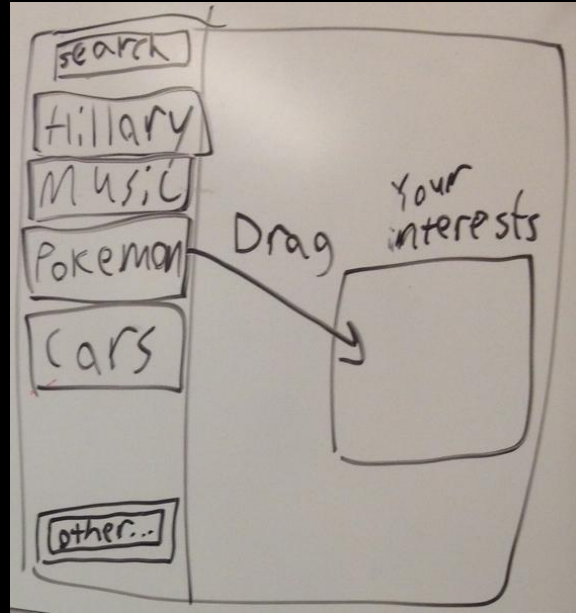 search
Hillary
Music
Pokemon
Cars
other...
Drag
Your
interests